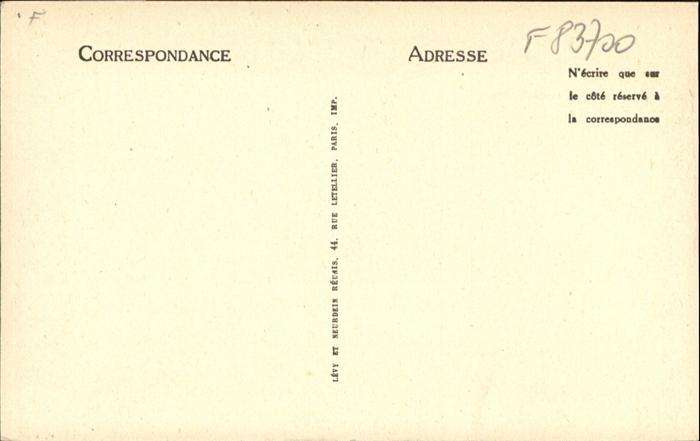 F
CORRESPONDANCE
ADRESSE
F 83700
N'écrire que sur
le côté réservé à
la correspondance
LÉVY ET NEURDEIN RÉUNIS, 44, RUE LETELLIER, PARIS, IMP.